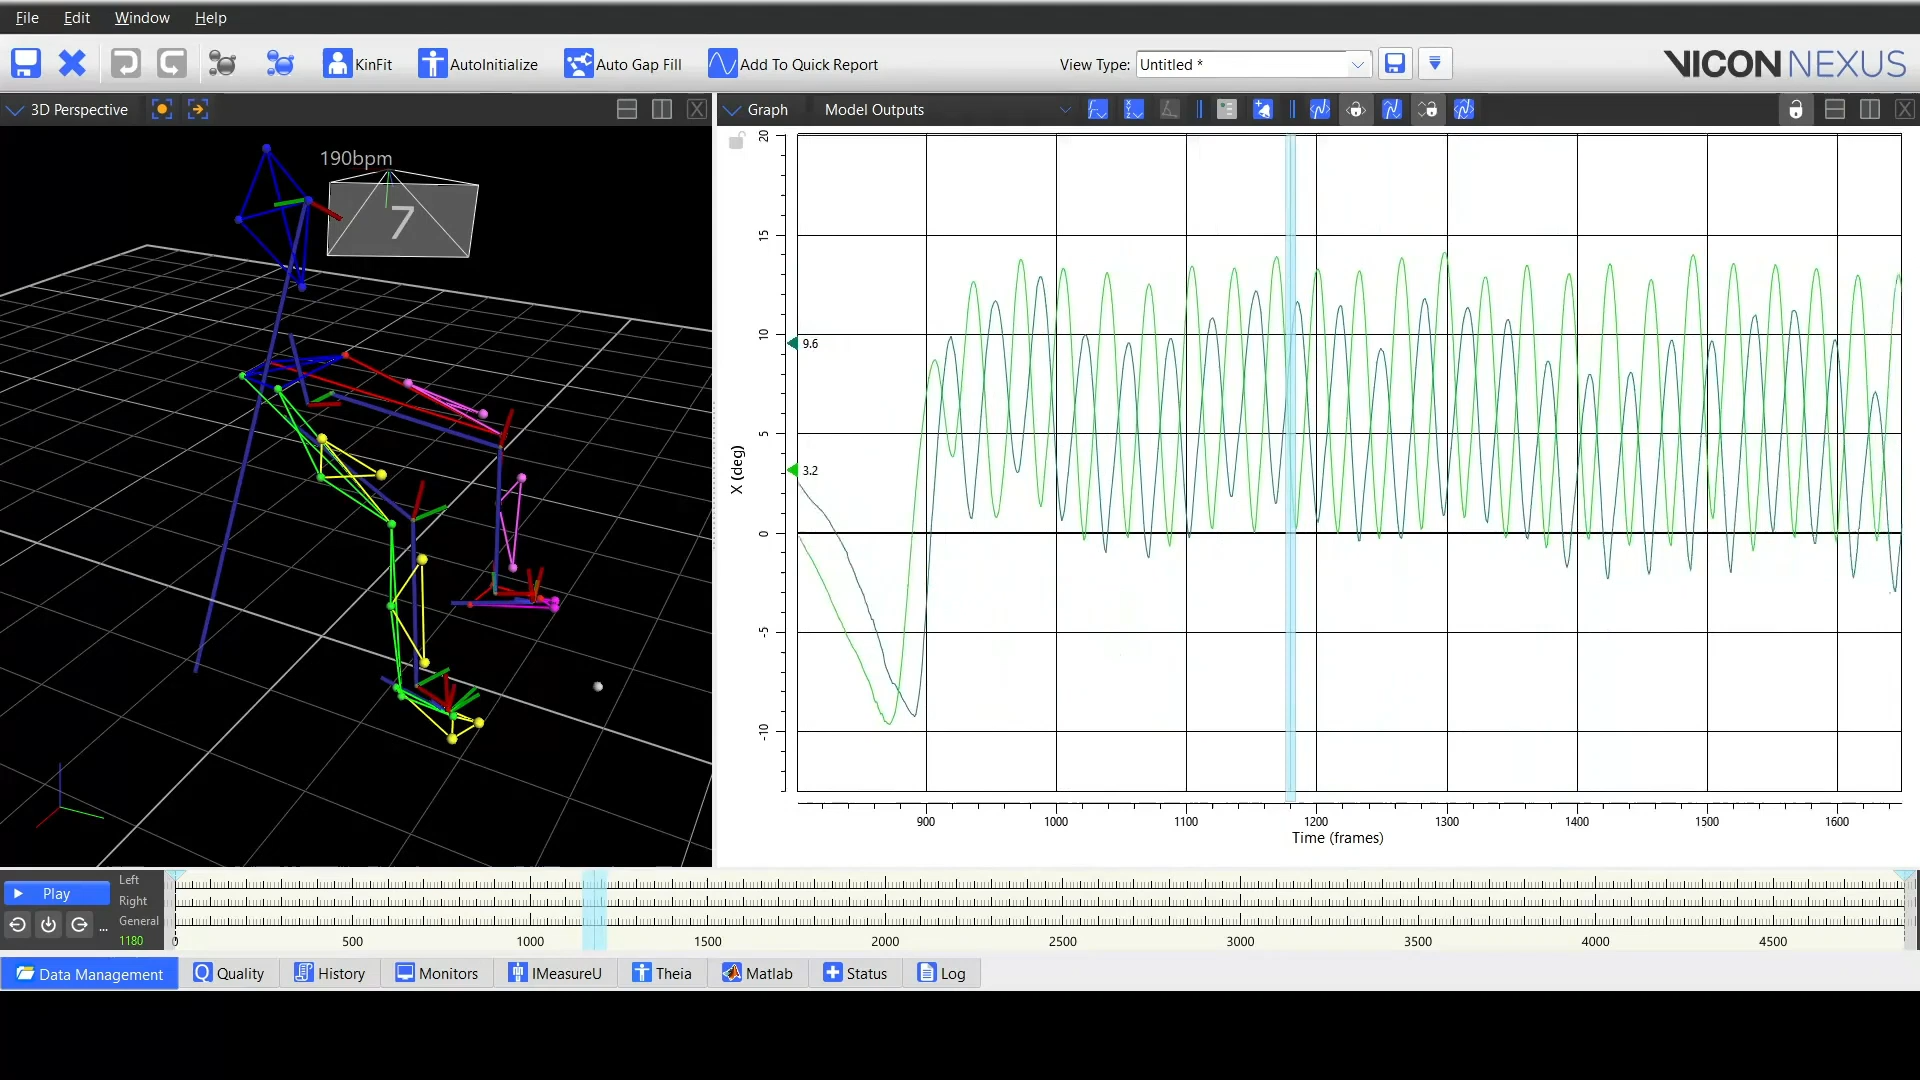 File Edit Window Help
KinFit AutoInitialize Auto Gap Fill Add To Quick Report View Type: Untitled * VICON NEXUS
3D Perspective
Graph Model Outputs
190bpm
7
20
15
10
5
0
-5
-10
9.6
3.2
X (deg)
900 1000 1100 1200 1300 1400 1500 1600
Time (frames)
Play
Left
Right
General
... 1180
0 500 1000 1500 2000 2500 3000 3500 4000 4500
Data Management Quality History Monitors IMeasureU Theia Matlab Status Log